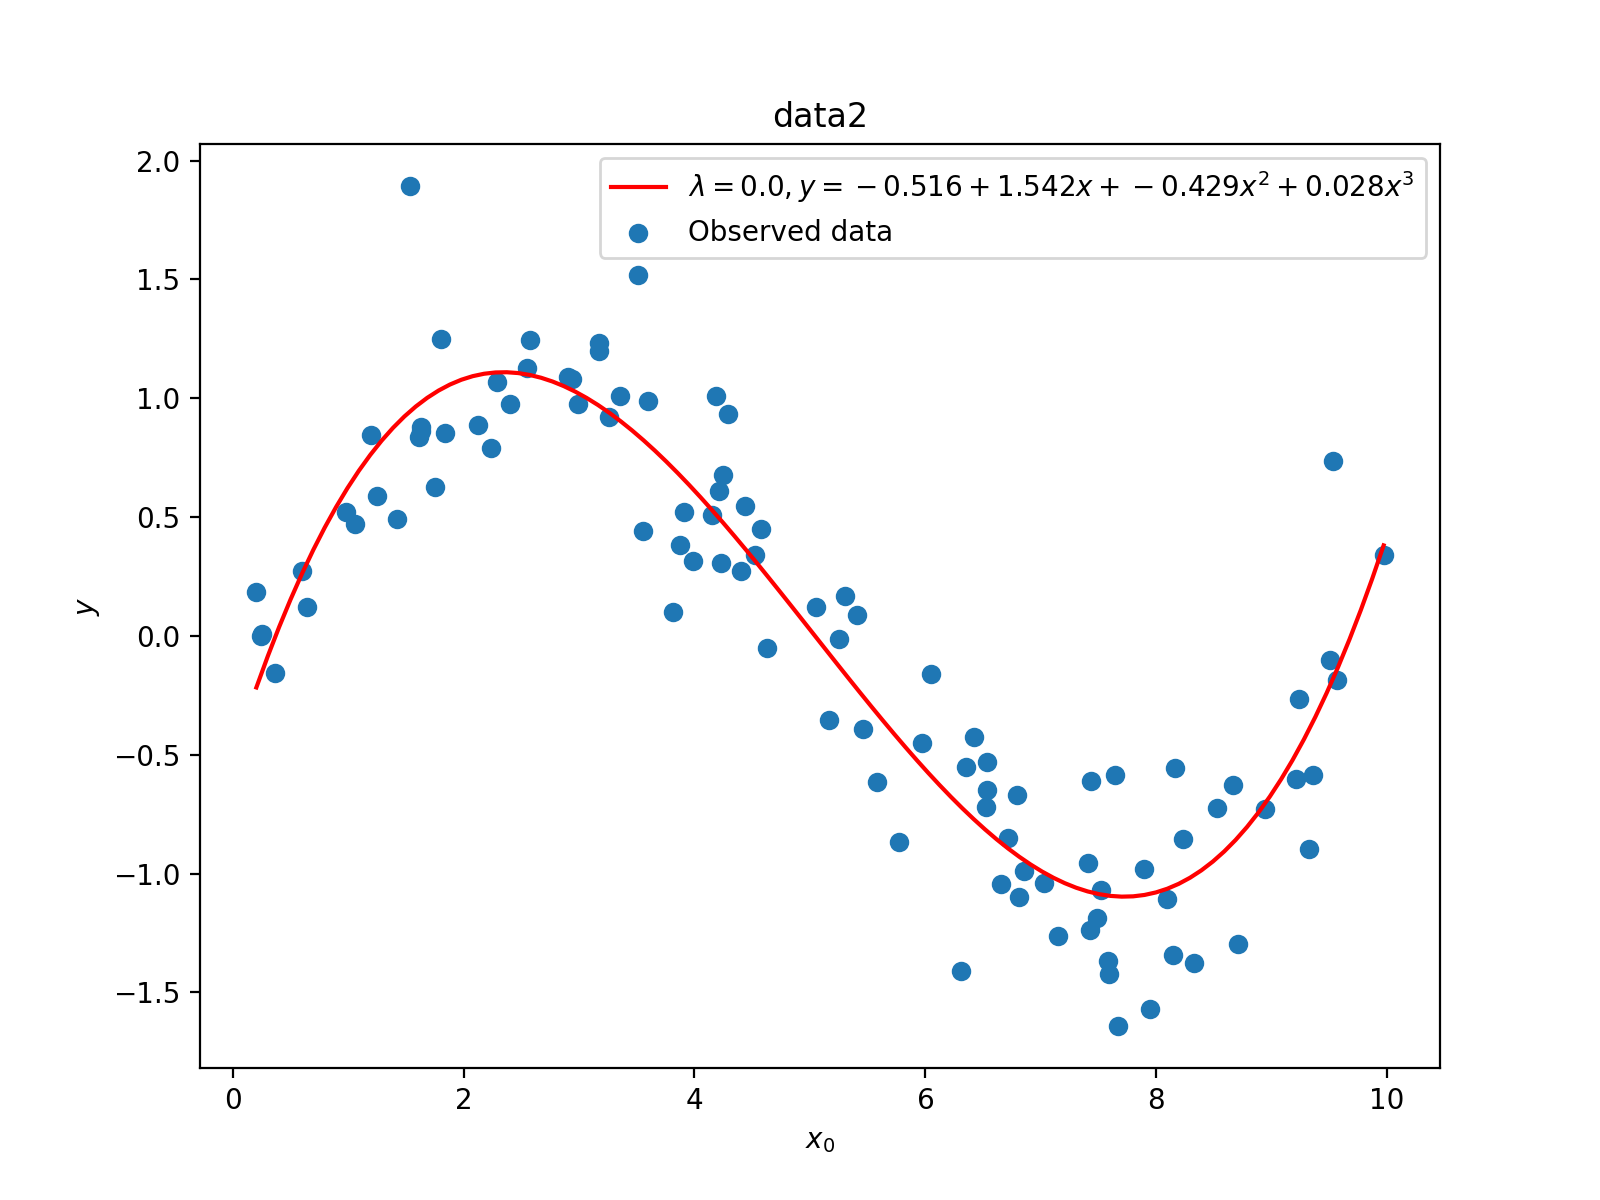 data2
λ = 0.0, y = −0.516 + 1.542x + −0.429x² + 0.028x³
Observed data
2.0
1.5
1.0
0.5
0.0
−0.5
−1.0
−1.5
y
0 2 4 6 8 10
x₀